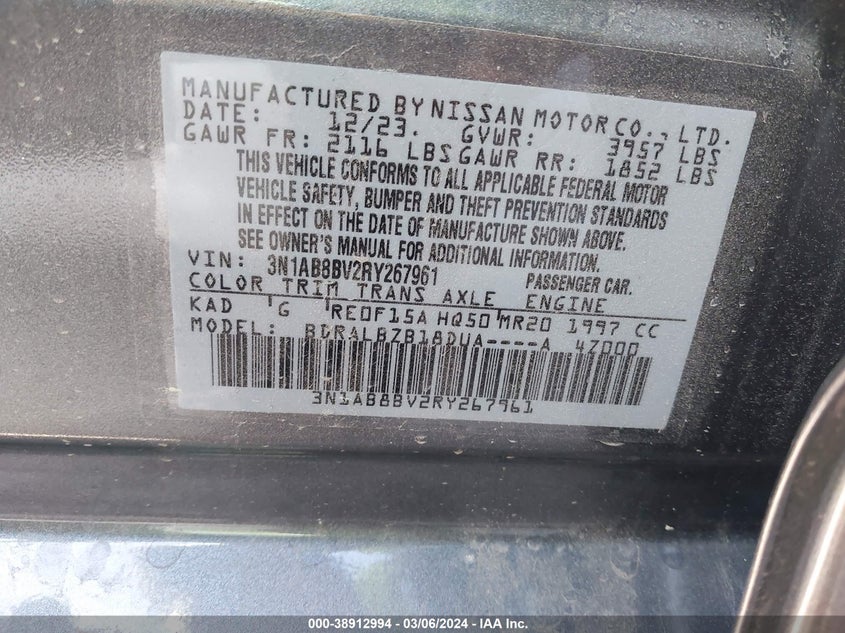 MANUFACTURED BY NISSAN MOTOR CO., LTD.
DATE: 12/23. GVWR: 3957 LBS
GAWR FR: 2116 LBS GAWR RR: 1852 LBS
THIS VEHICLE CONFORMS TO ALL APPLICABLE FEDERAL MOTOR
VEHICLE SAFETY, BUMPER AND THEFT PREVENTION STANDARDS
IN EFFECT ON THE DATE OF MANUFACTURE SHOWN ABOVE.
SEE OWNER'S MANUAL FOR ADDITIONAL INFORMATION.
VIN: 3N1AB8BV2RY267961 PASSENGER CAR.
COLOR TRIM TRANS AXLE ENGINE
KAD G RE0F15A HQ50 MR20 1997 CC
MODEL: BDRALBZB18DUA----A 4Z000
3N1AB8BV2RY267961
000-38912994 - 03/06/2024 - IAA Inc.